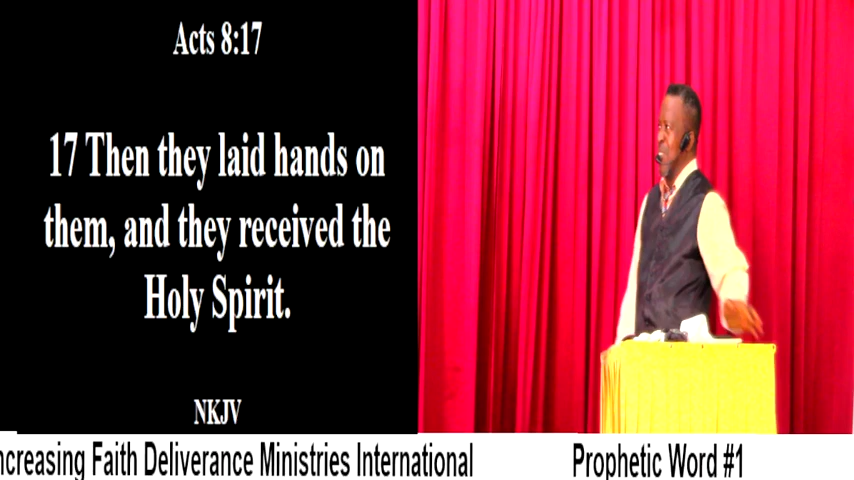 Acts 8:17
17 Then they laid hands on
them, and they received the
Holy Spirit.
NKJV
ncreasing Faith Deliverance Ministries International
Prophetic Word #1